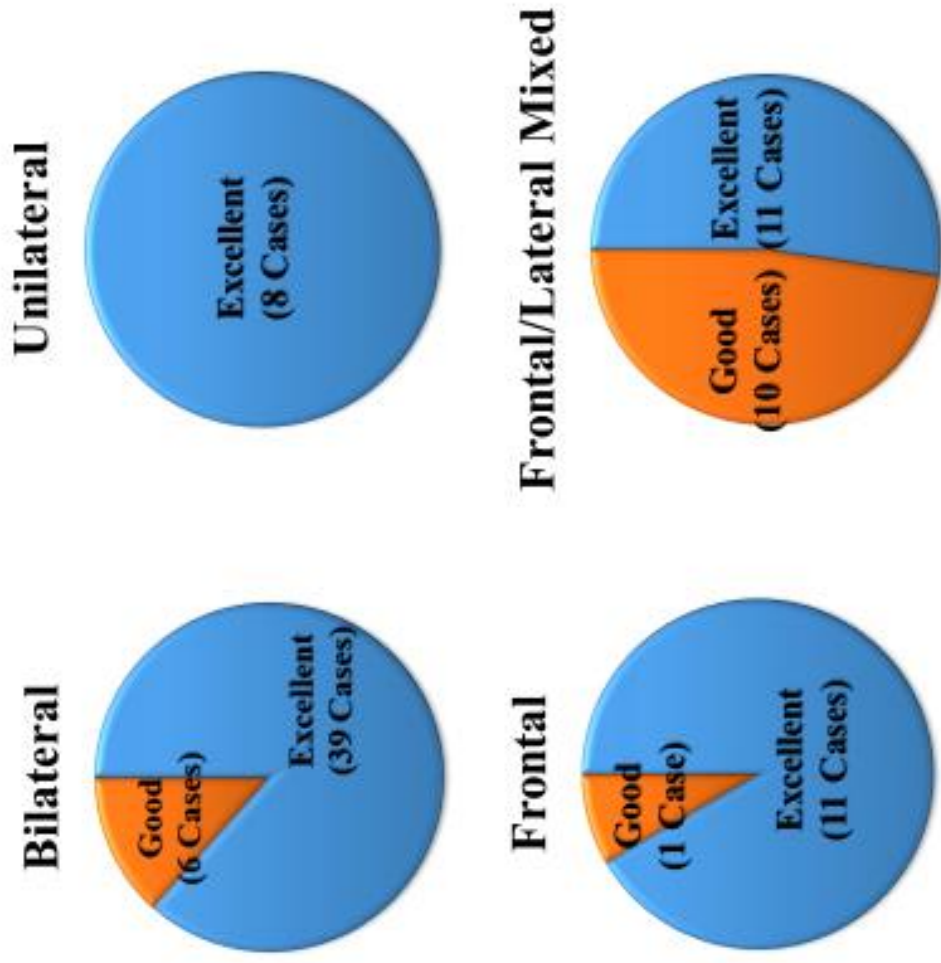 Bilateral
Good
(6 Cases)
Excellent
(39 Cases)
Unilateral
Excellent
(8 Cases)
Frontal
Good
(1 Case)
Excellent
(11 Cases)
Frontal/Lateral Mixed
Good
(10 Cases)
Excellent
(11 Cases)